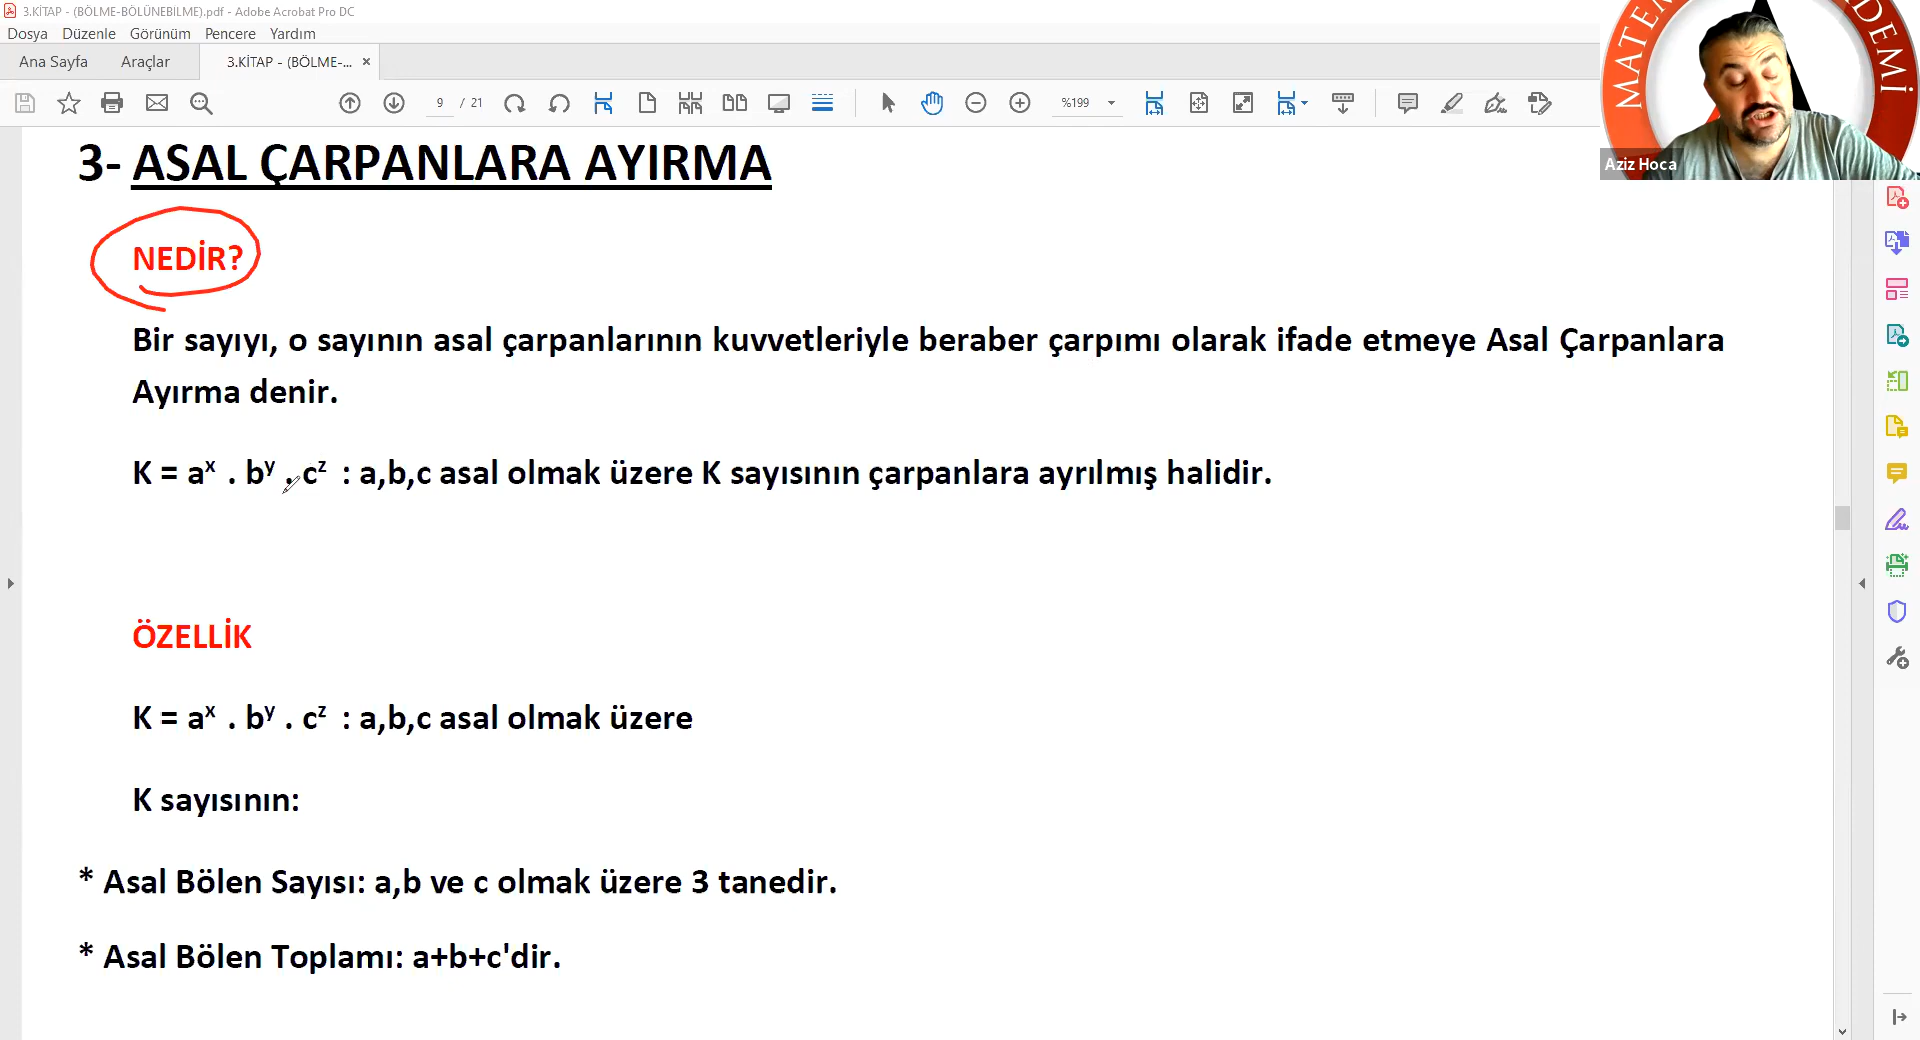 3.KİTAP - (BÖLME-BÖLÜNEBİLME).pdf - Adobe Acrobat Pro DC
Dosya Düzenle Görünüm Pencere Yardım
Ana Sayfa Araçlar 3.KİTAP - (BÖLME-... ×
9 / 21 %199
Aziz Hoca
3- ASAL ÇARPANLARA AYIRMA
NEDİR?
Bir sayıyı, o sayının asal çarpanlarının kuvvetleriyle beraber çarpımı olarak ifade etmeye Asal Çarpanlara
Ayırma denir.
K = aˣ . bʸ . cᶻ : a,b,c asal olmak üzere K sayısının çarpanlara ayrılmış halidir.
ÖZELLİK
K = aˣ . bʸ . cᶻ : a,b,c asal olmak üzere
K sayısının:
* Asal Bölen Sayısı: a,b ve c olmak üzere 3 tanedir.
* Asal Bölen Toplamı: a+b+c'dir.